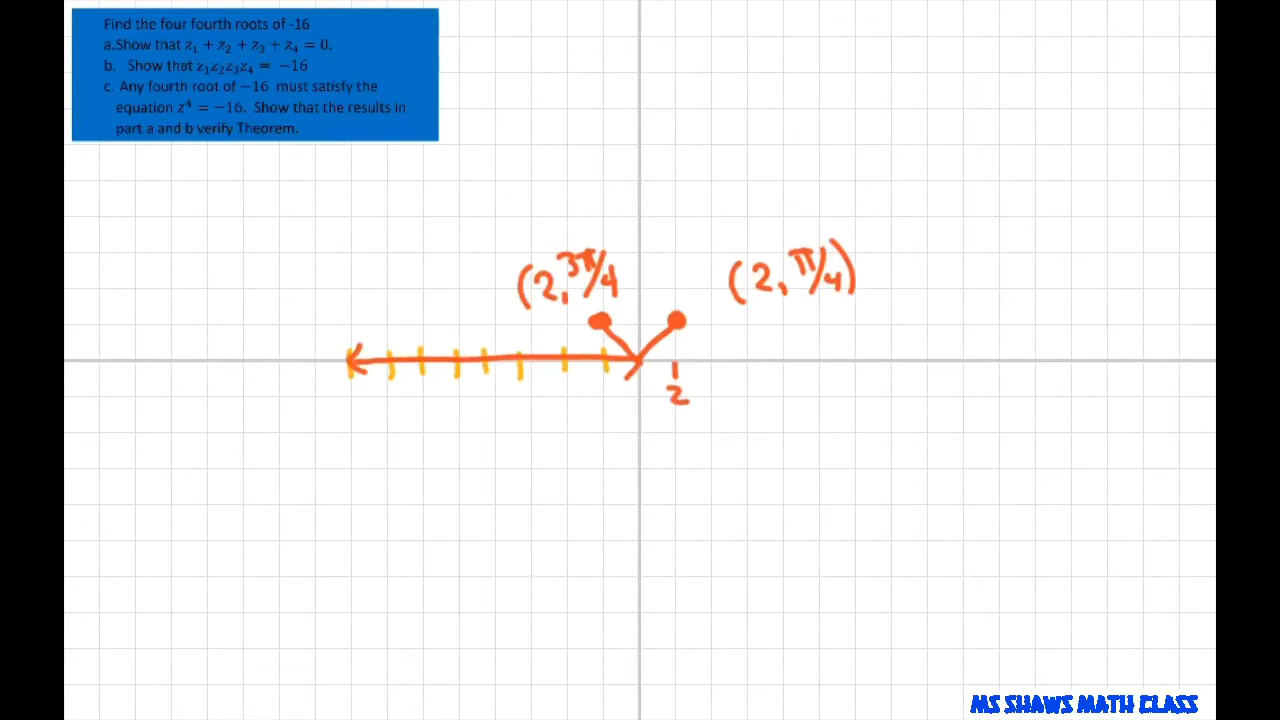 Find the four fourth roots of -16
a.Show that z₁ + z₂ + z₃ + z₄ = 0.
b. Show that z₁z₂z₃z₄ = −16
c. Any fourth root of −16 must satisfy the
equation z⁴ = −16. Show that the results in
part a and b verify Theorem.
(2, 3π/4
(2, π/4)
2
MS SHAWS MATH CLASS